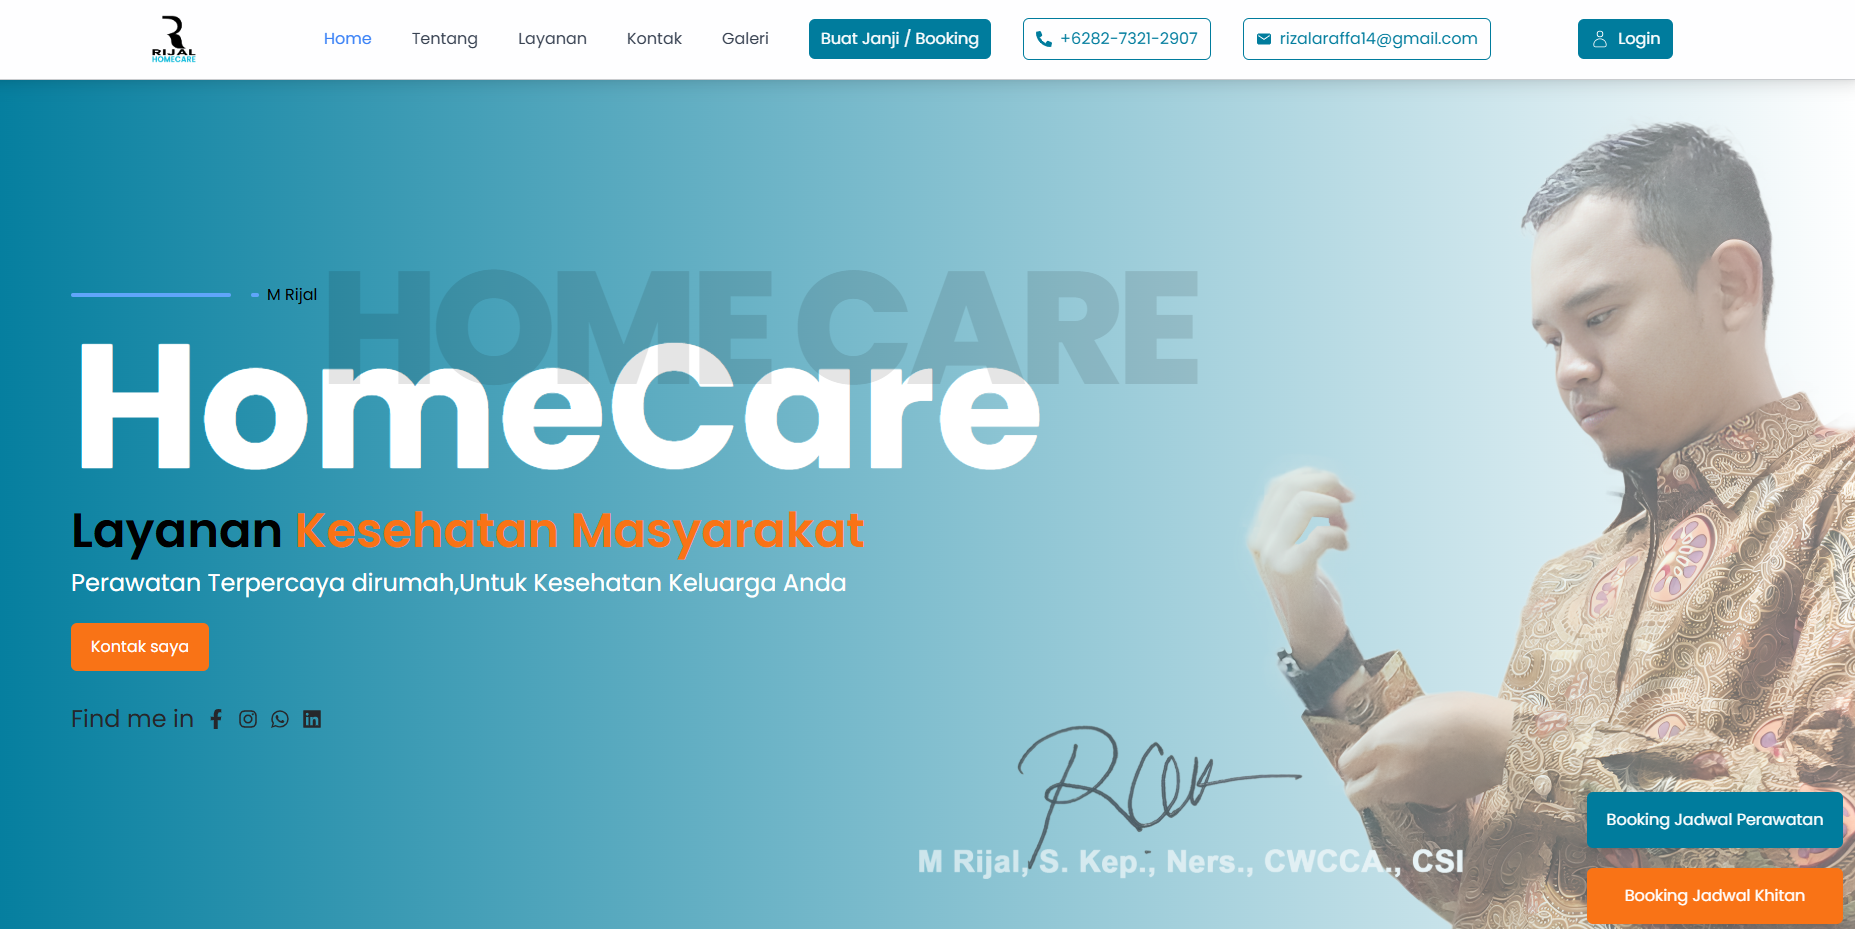 RIJAL
HOMECARE
Home
Tentang
Layanan
Kontak
Galeri
Buat Janji / Booking
+6282-7321-2907
rizalaraffa14@gmail.com
Login
HOME CARE
M Rijal
HomeCare
Layanan Kesehatan Masyarakat
Perawatan Terpercaya dirumah,Untuk Kesehatan Keluarga Anda
Kontak saya
Find me in
M Rijal, S. Kep., Ners., CWCCA., CSI
Booking Jadwal Perawatan
Booking Jadwal Khitan